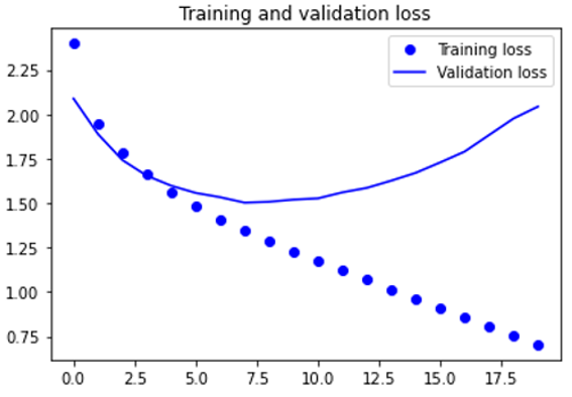 Training and validation loss
Training loss
Validation loss
2.25
2.00
1.75
1.50
1.25
1.00
0.75
0.0 2.5 5.0 7.5 10.0 12.5 15.0 17.5